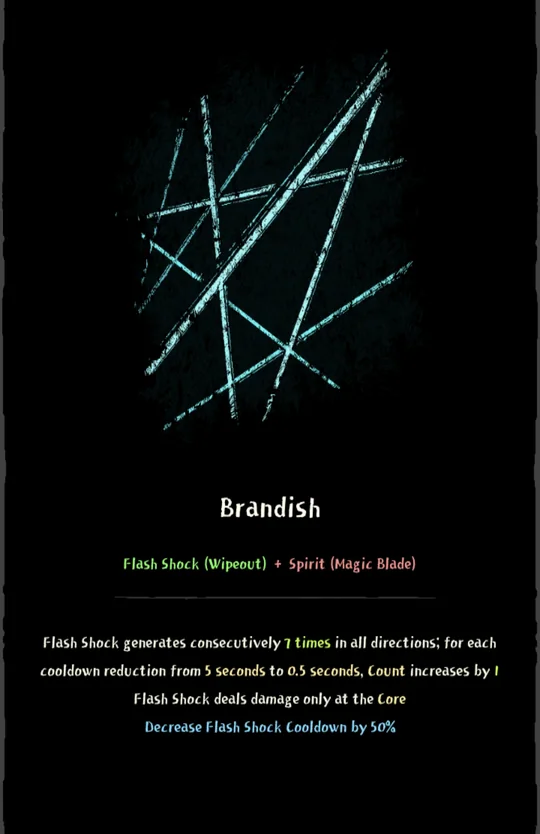 Brandish
Flash Shock (Wipeout) + Spirit (Magic Blade)
Flash Shock generates consecutively 7 times in all directions; for each
cooldown reduction from 5 seconds to 0.5 seconds, Count increases by 1
Flash Shock deals damage only at the Core
Decrease Flash Shock Cooldown by 50%